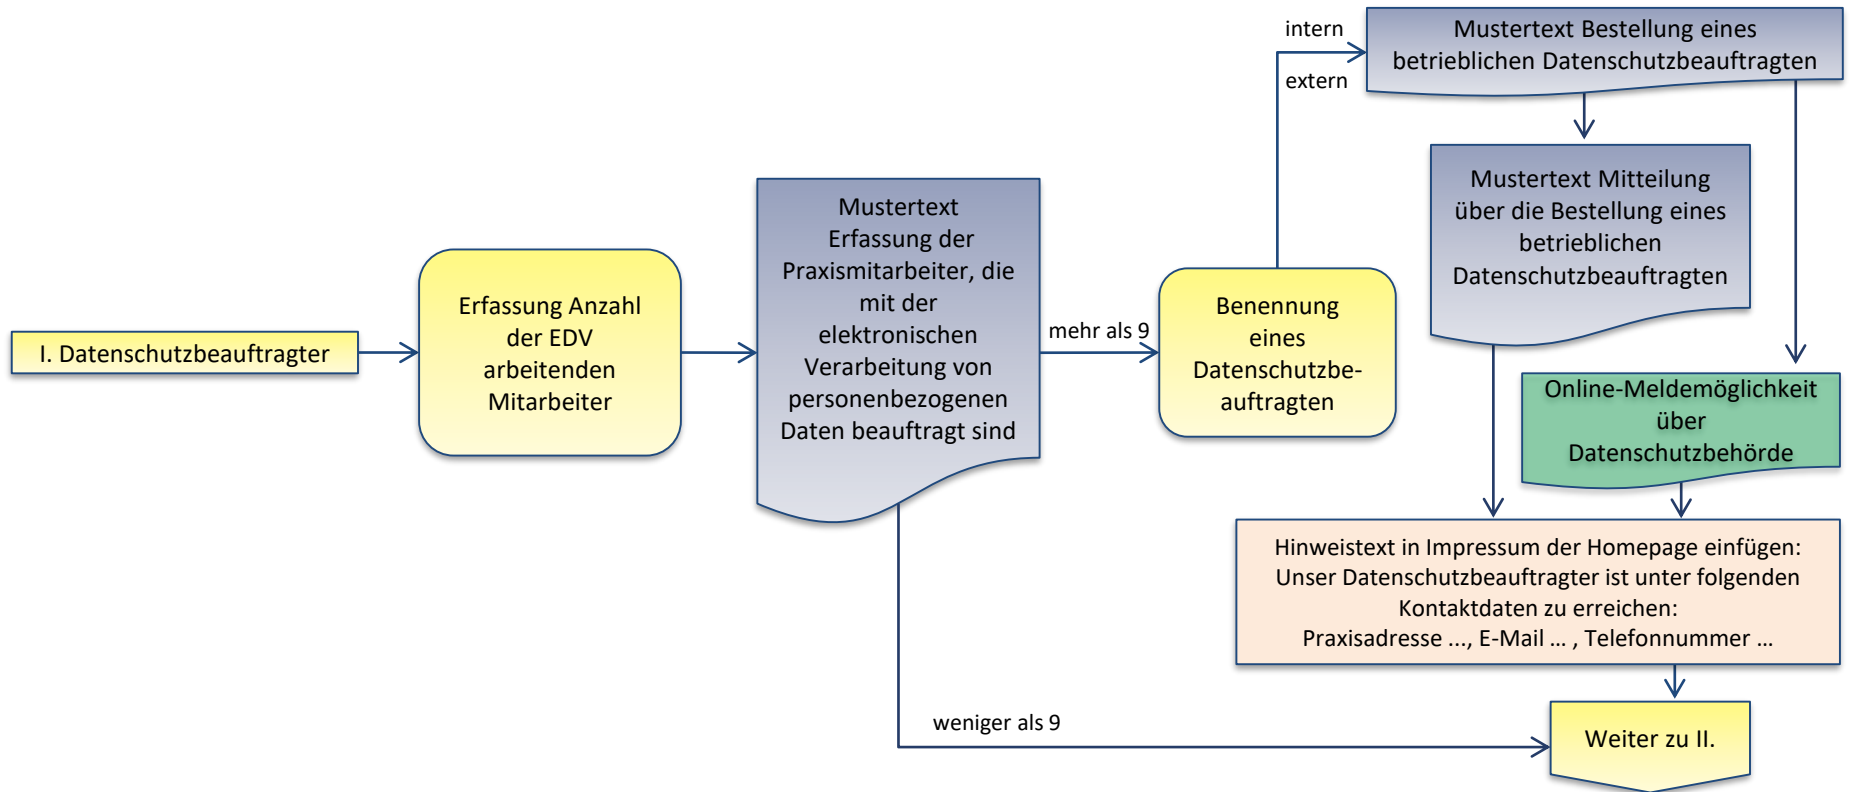 I. Datenschutzbeauftragter
Erfassung Anzahl
der EDV
arbeitenden
Mitarbeiter
Mustertext
Erfassung der
Praxismitarbeiter, die
mit der
elektronischen
Verarbeitung von
personenbezogenen
Daten beauftragt sind
mehr als 9
weniger als 9
Benennung
eines
Datenschutzbe-
auftragten
intern
extern
Mustertext Bestellung eines
betrieblichen Datenschutzbeauftragten
Mustertext Mitteilung
über die Bestellung eines
betrieblichen
Datenschutzbeauftragten
Online-Meldemöglichkeit
über
Datenschutzbehörde
Hinweistext in Impressum der Homepage einfügen:
Unser Datenschutzbeauftragter ist unter folgenden
Kontaktdaten zu erreichen:
Praxisadresse ..., E-Mail … , Telefonnummer …
Weiter zu II.